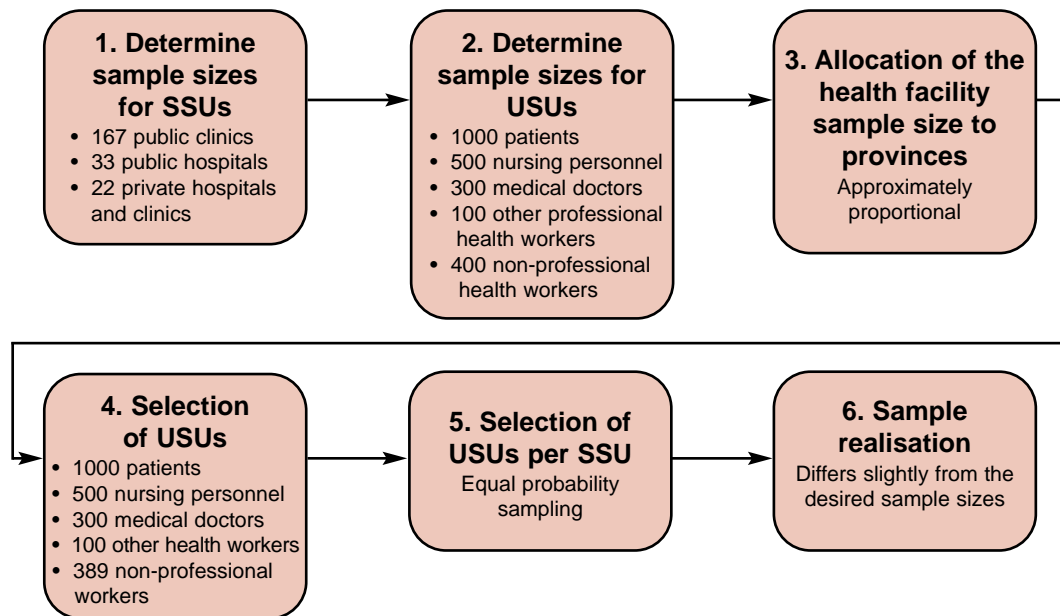 1. Determine
sample sizes
for SSUs
• 167 public clinics
• 33 public hospitals
• 22 private hospitals
and clinics
2. Determine
sample sizes for
USUs
• 1000 patients
• 500 nursing personnel
• 300 medical doctors
• 100 other professional
health workers
• 400 non-professional
health workers
3. Allocation of the
health facility
sample size to
provinces
Approximately
proportional
4. Selection
of USUs
• 1000 patients
• 500 nursing personnel
• 300 medical doctors
• 100 other health workers
• 389 non-professional
workers
5. Selection of
USUs per SSU
Equal probability
sampling
6. Sample
realisation
Differs slightly from the
desired sample sizes